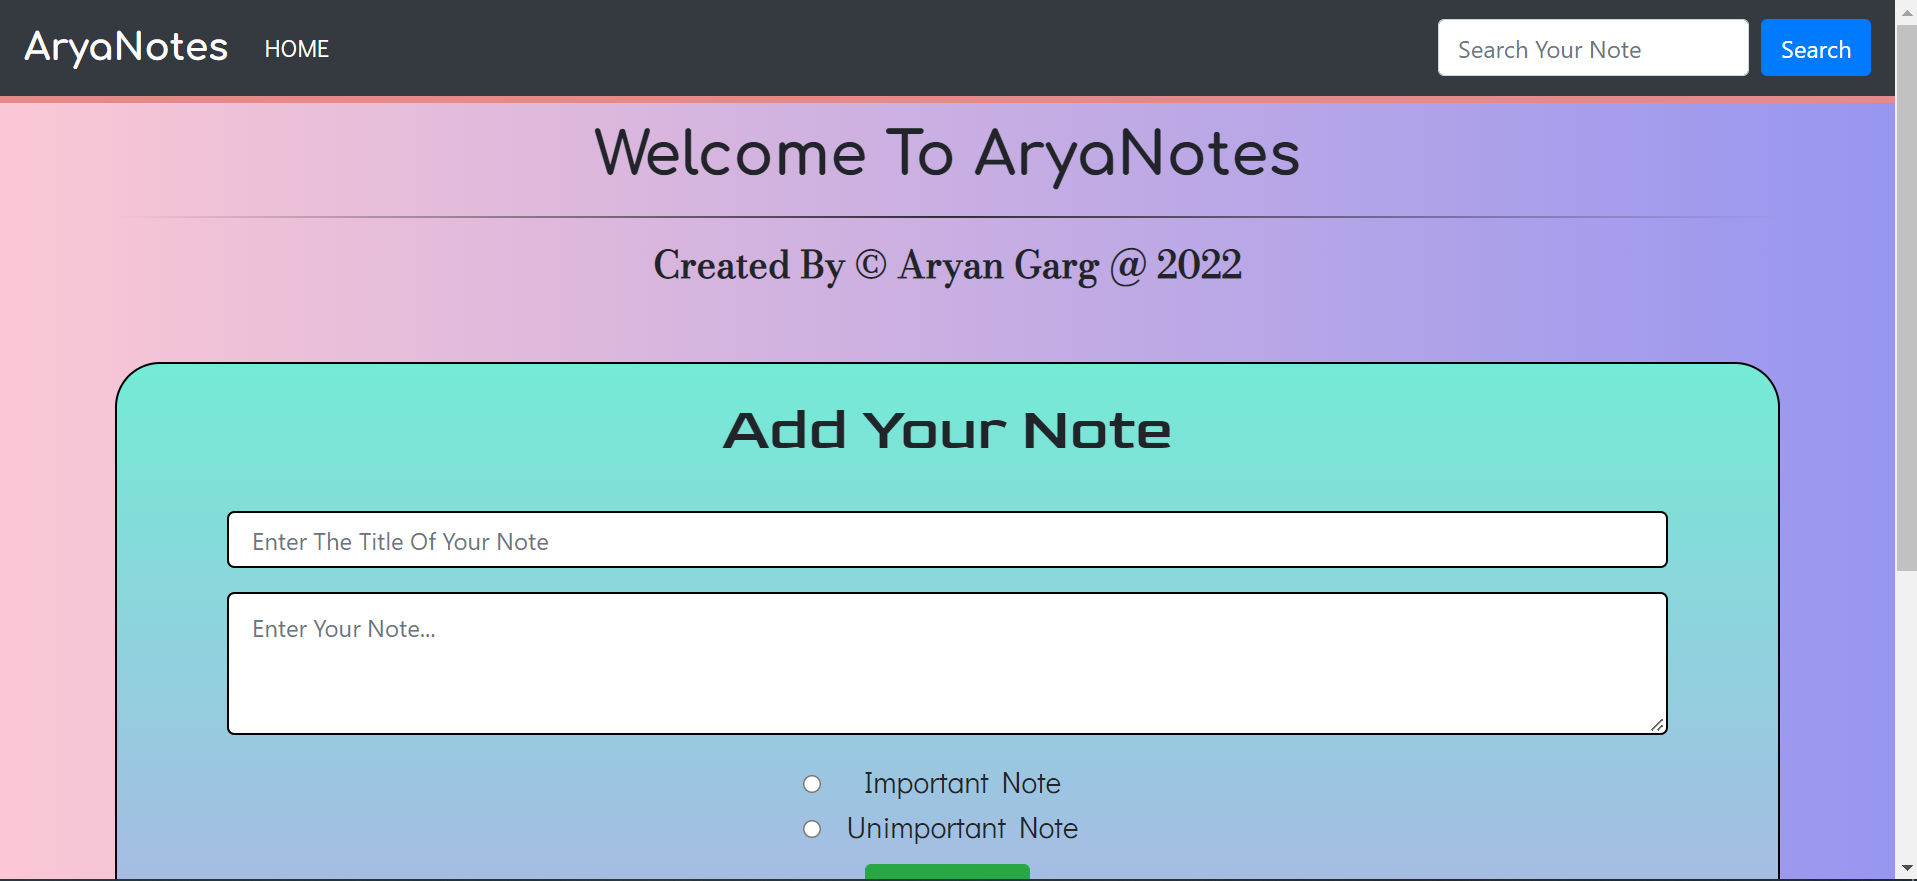 AryaNotes HOME Search Your Note Search
Welcome To AryaNotes
Created By © Aryan Garg @ 2022
Add Your Note
Enter The Title Of Your Note
Enter Your Note...
Important Note
Unimportant Note